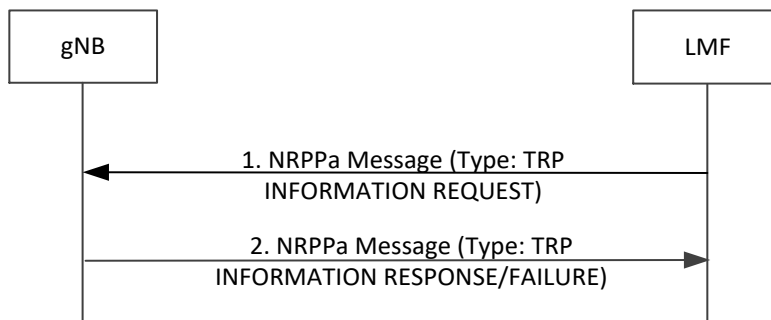 gNB
LMF
1. NRPPa Message (Type: TRP
INFORMATION REQUEST)
2. NRPPa Message (Type: TRP
INFORMATION RESPONSE/FAILURE)